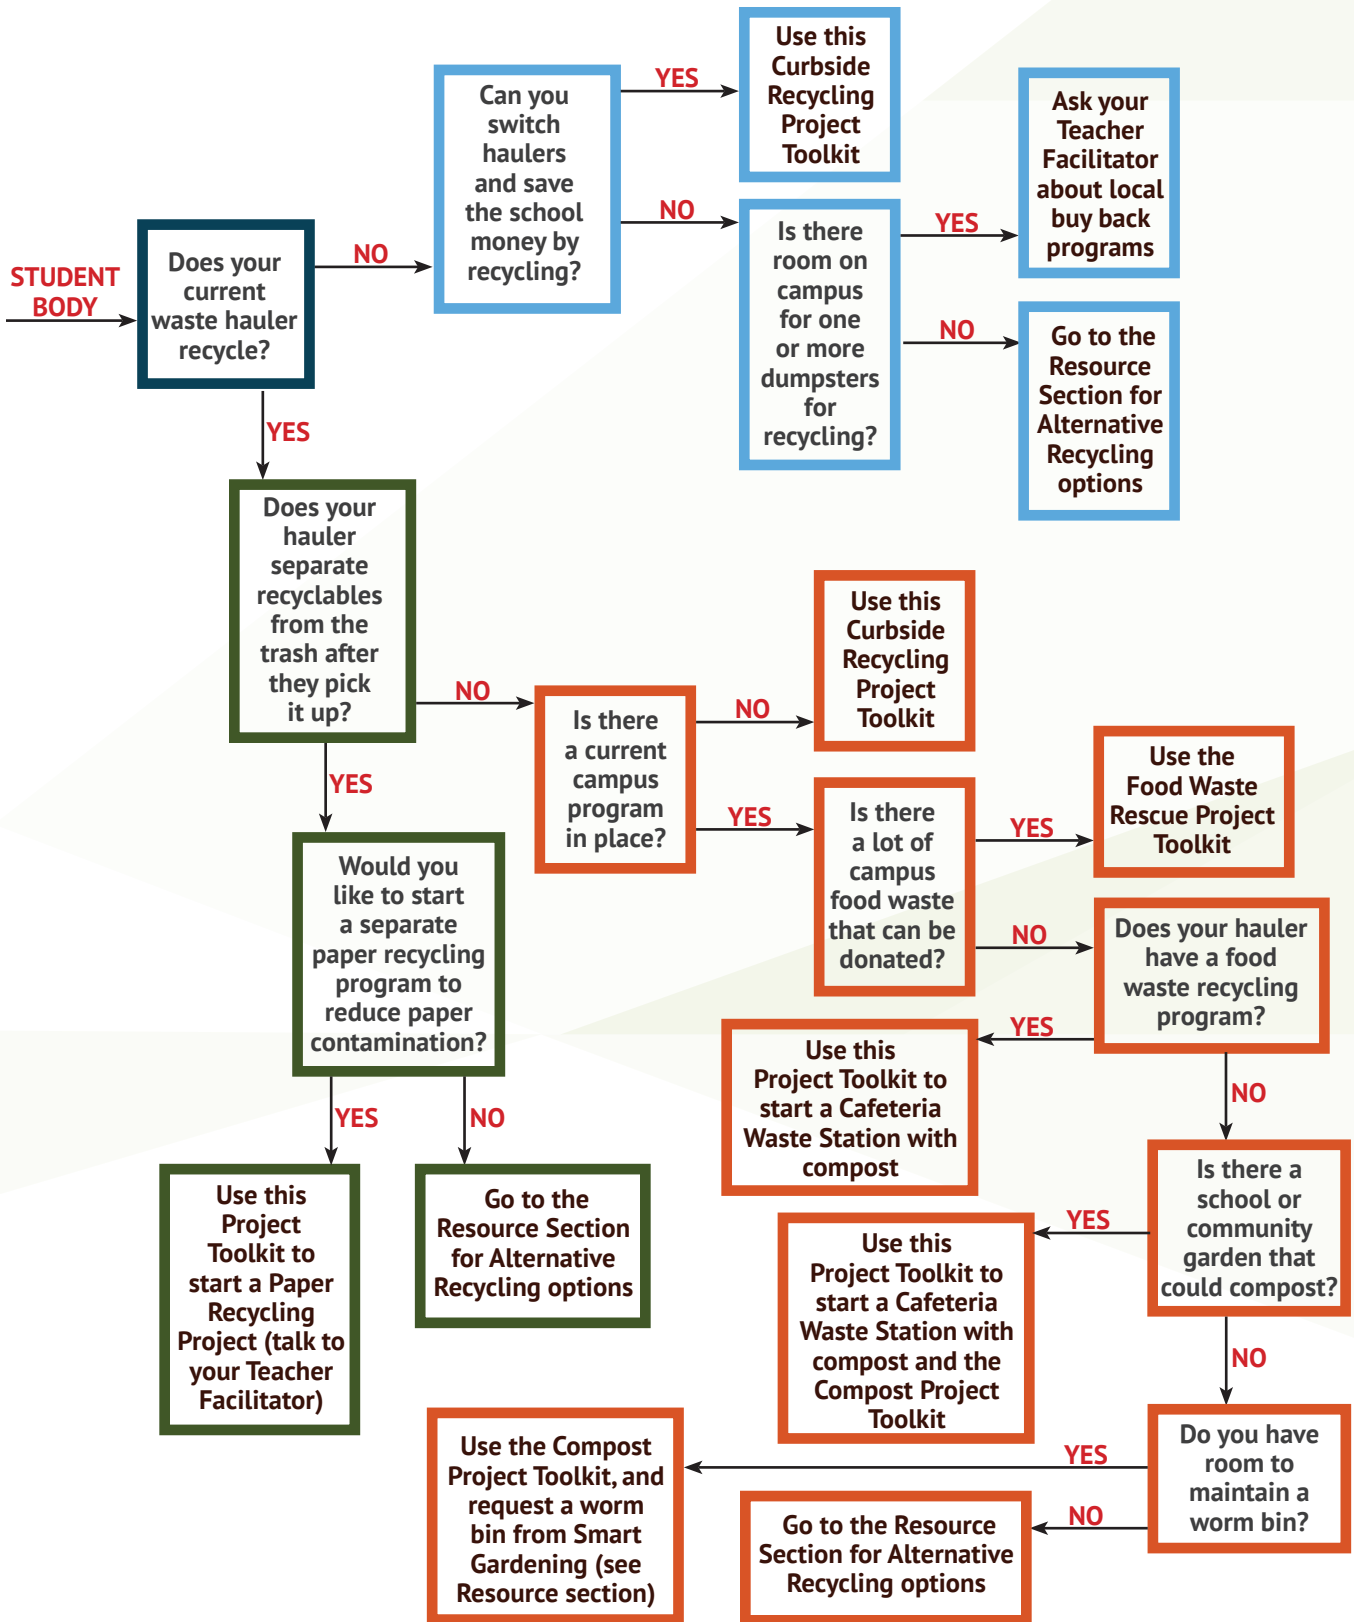 STUDENT
BODY
Does your
current
waste hauler
recycle?
NO
Can you
switch
haulers
and save
the school
money by
recycling?
YES
Use this
Curbside
Recycling
Project
Toolkit
NO
Is there
room on
campus
for one
or more
dumpsters
for
recycling?
YES
Ask your
Teacher
Facilitator
about local
buy back
programs
NO
Go to the
Resource
Section for
Alternative
Recycling
options
YES
Does your
hauler
separate
recyclables
from the
trash after
they pick
it up?
NO
Is there
a current
campus
program
in place?
NO
Use this
Curbside
Recycling
Project
Toolkit
YES
Is there
a lot of
campus
food waste
that can be
donated?
YES
Use the
Food Waste
Rescue Project
Toolkit
NO
Does your hauler
have a food
waste recycling
program?
YES
Use this
Project Toolkit to
start a Cafeteria
Waste Station with
compost
NO
Is there a
school or
community
garden that
could compost?
YES
Use this
Project Toolkit to
start a Cafeteria
Waste Station with
compost and the
Compost Project
Toolkit
NO
Do you have
room to
maintain a
worm bin?
YES
Use the Compost
Project Toolkit, and
request a worm
bin from Smart
Gardening (see
Resource section)
NO
Go to the Resource
Section for Alternative
Recycling options
YES
Would you
like to start
a separate
paper recycling
program to
reduce paper
contamination?
YES
Use this
Project
Toolkit to
start a Paper
Recycling
Project (talk to
your Teacher
Facilitator)
NO
Go to the
Resource Section
for Alternative
Recycling options